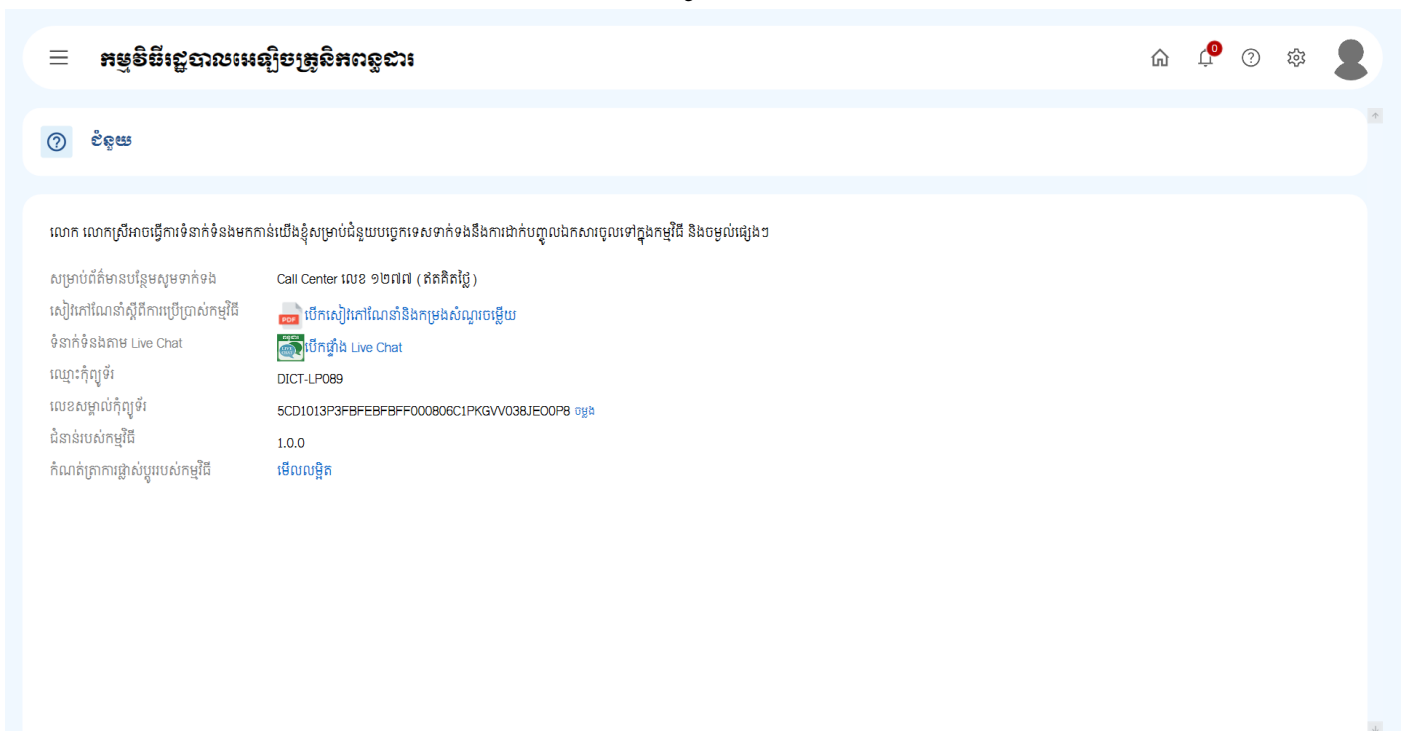 កម្មវិធីរដ្ឋបាលអេឡិចត្រូនិកពន្ធដារ
0
ជំនួយ
លោក លោកស្រីអាចធ្វើការទំនាក់ទំនងមកកាន់យើងខ្ញុំសម្រាប់ជំនួយបច្ចេកទេសទាក់ទងនឹងការដាក់បញ្ចូលឯកសារចូលទៅក្នុងកម្មវិធី និងចម្ងល់ផ្សេងៗ
សម្រាប់ព័ត៌មានបន្ថែមសូមទាក់ទង Call Center លេខ ១២៧៧ (ឥតគិតថ្លៃ)
សៀវភៅណែនាំស្តីពីការប្រើប្រាស់កម្មវិធី PDF បើកសៀវភៅណែនាំនិងកម្រងសំណួរចម្លើយ
ទំនាក់ទំនងតាម Live Chat LIVE CHAT បើកផ្ទាំង Live Chat
ឈ្មោះកុំព្យូទ័រ DICT-LP089
លេខសម្គាល់កុំព្យូទ័រ 5CD1013P3FBFEBFBFF000806C1PKGVV038JEO0P8 ចម្លង
ជំនាន់របស់កម្មវិធី 1.0.0
កំណត់ត្រាការផ្លាស់ប្តូររបស់កម្មវិធី មើលលម្អិត